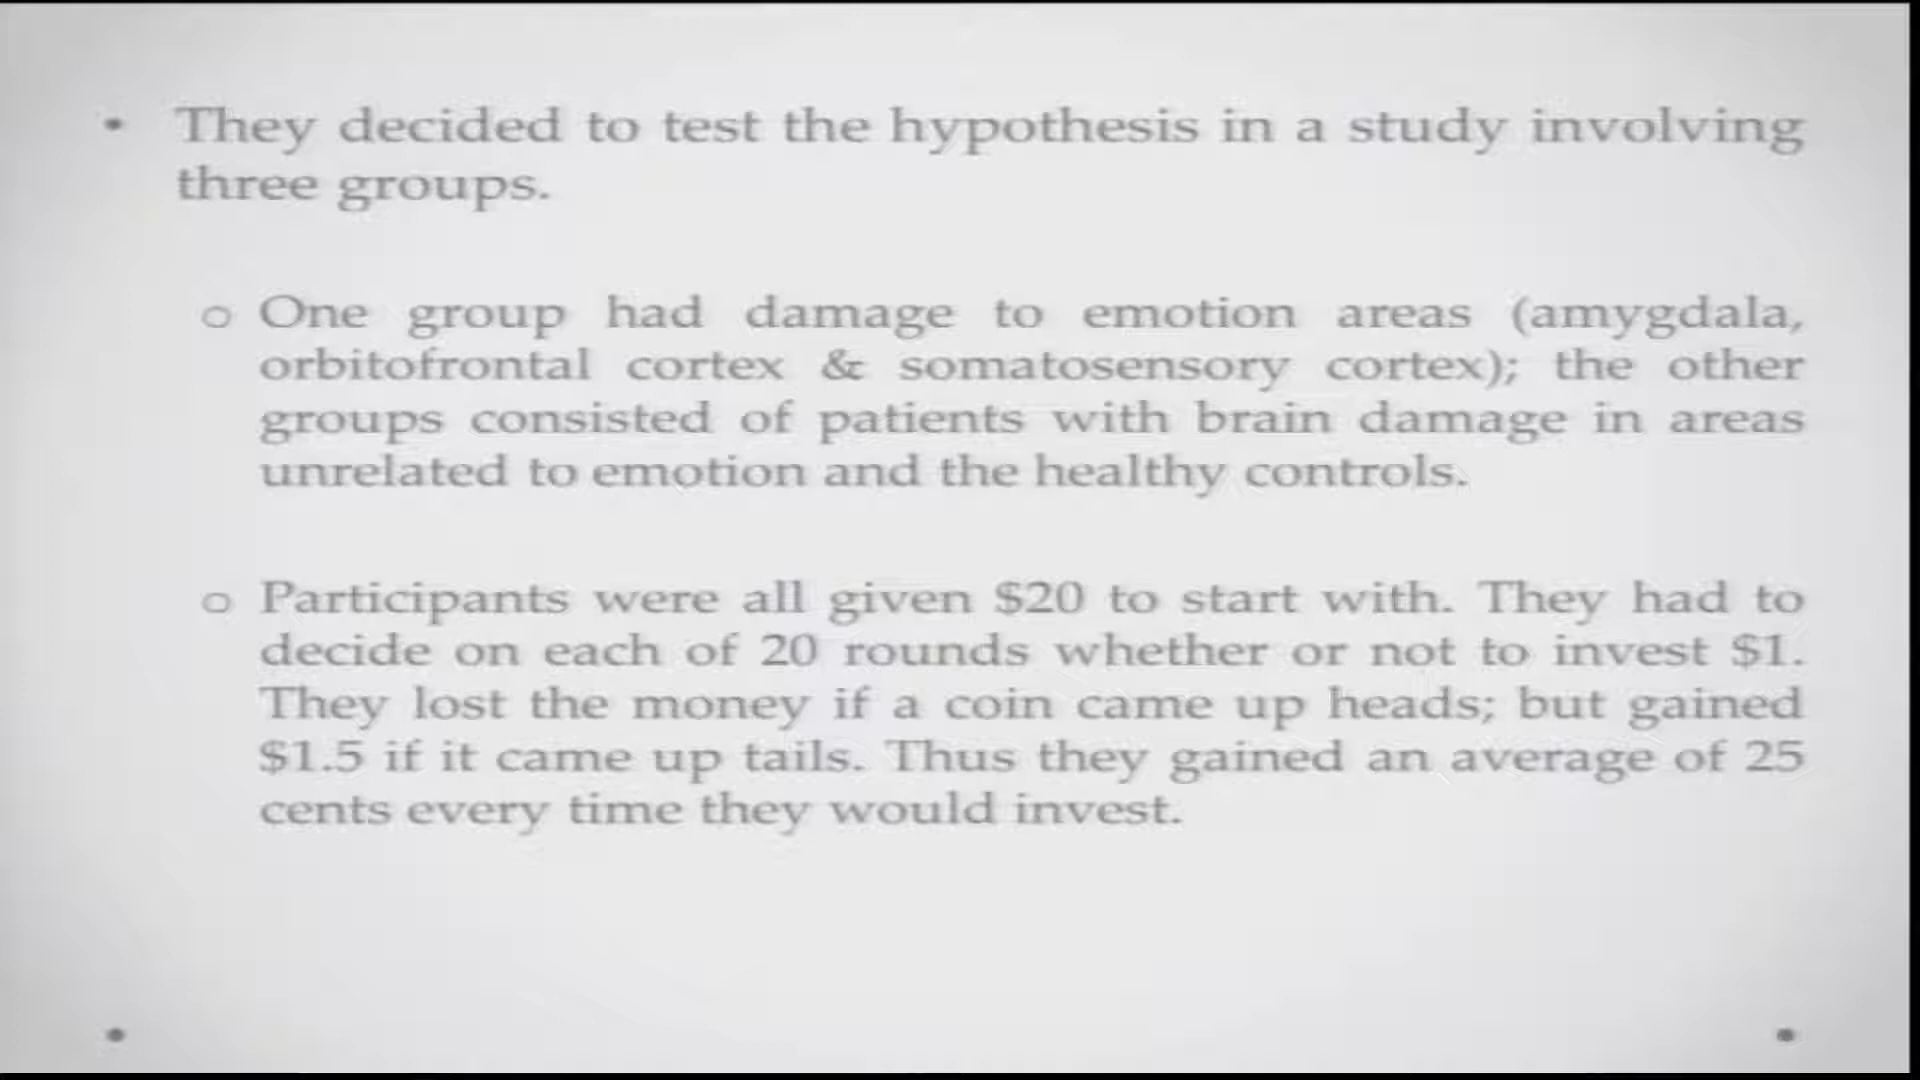 • They decided to test the hypothesis in a study involving
three groups.
o One group had damage to emotion areas (amygdala,
orbitofrontal cortex & somatosensory cortex); the other
groups consisted of patients with brain damage in areas
unrelated to emotion and the healthy controls.
o Participants were all given $20 to start with. They had to
decide on each of 20 rounds whether or not to invest $1.
They lost the money if a coin came up heads; but gained
$1.5 if it came up tails. Thus they gained an average of 25
cents every time they would invest.